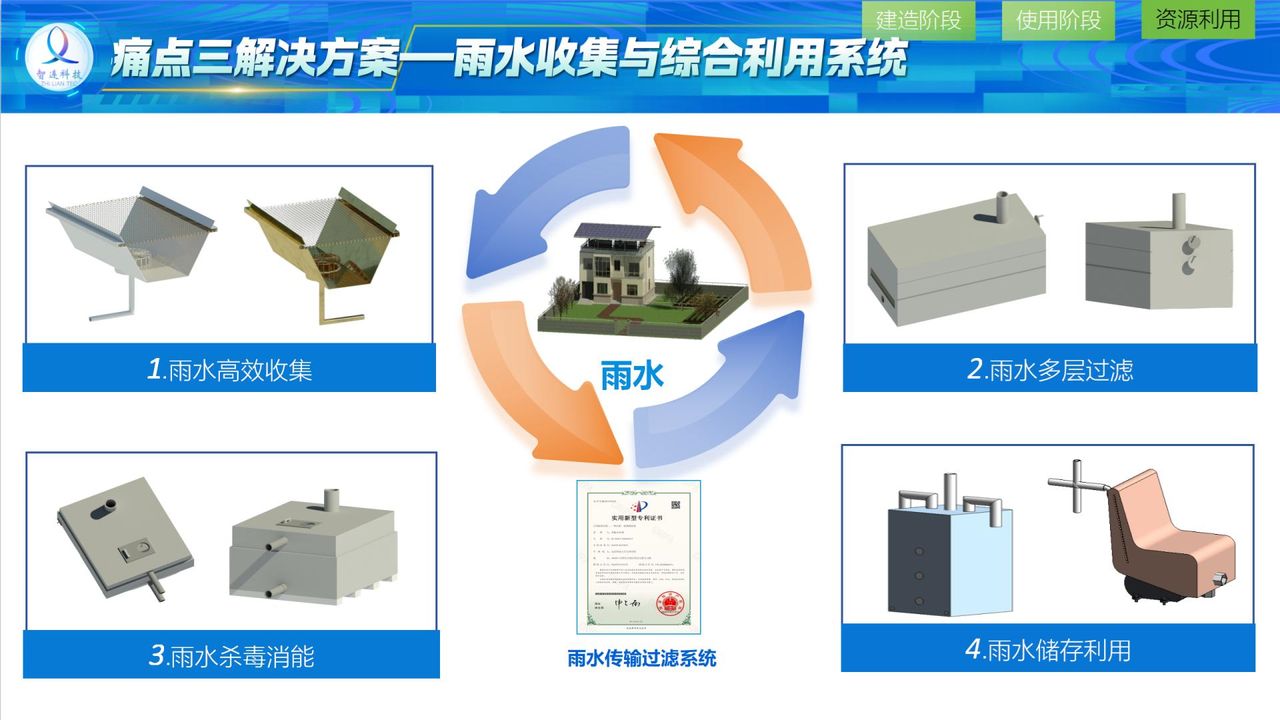 建造阶段
使用阶段
资源利用
智连科技
ZHI LIAN TECH
痛点三解决方案—雨水收集与综合利用系统
1.雨水高效收集
2.雨水多层过滤
雨水
3.雨水杀毒消能
4.雨水储存利用
实用新型专利证书
雨水传输过滤系统